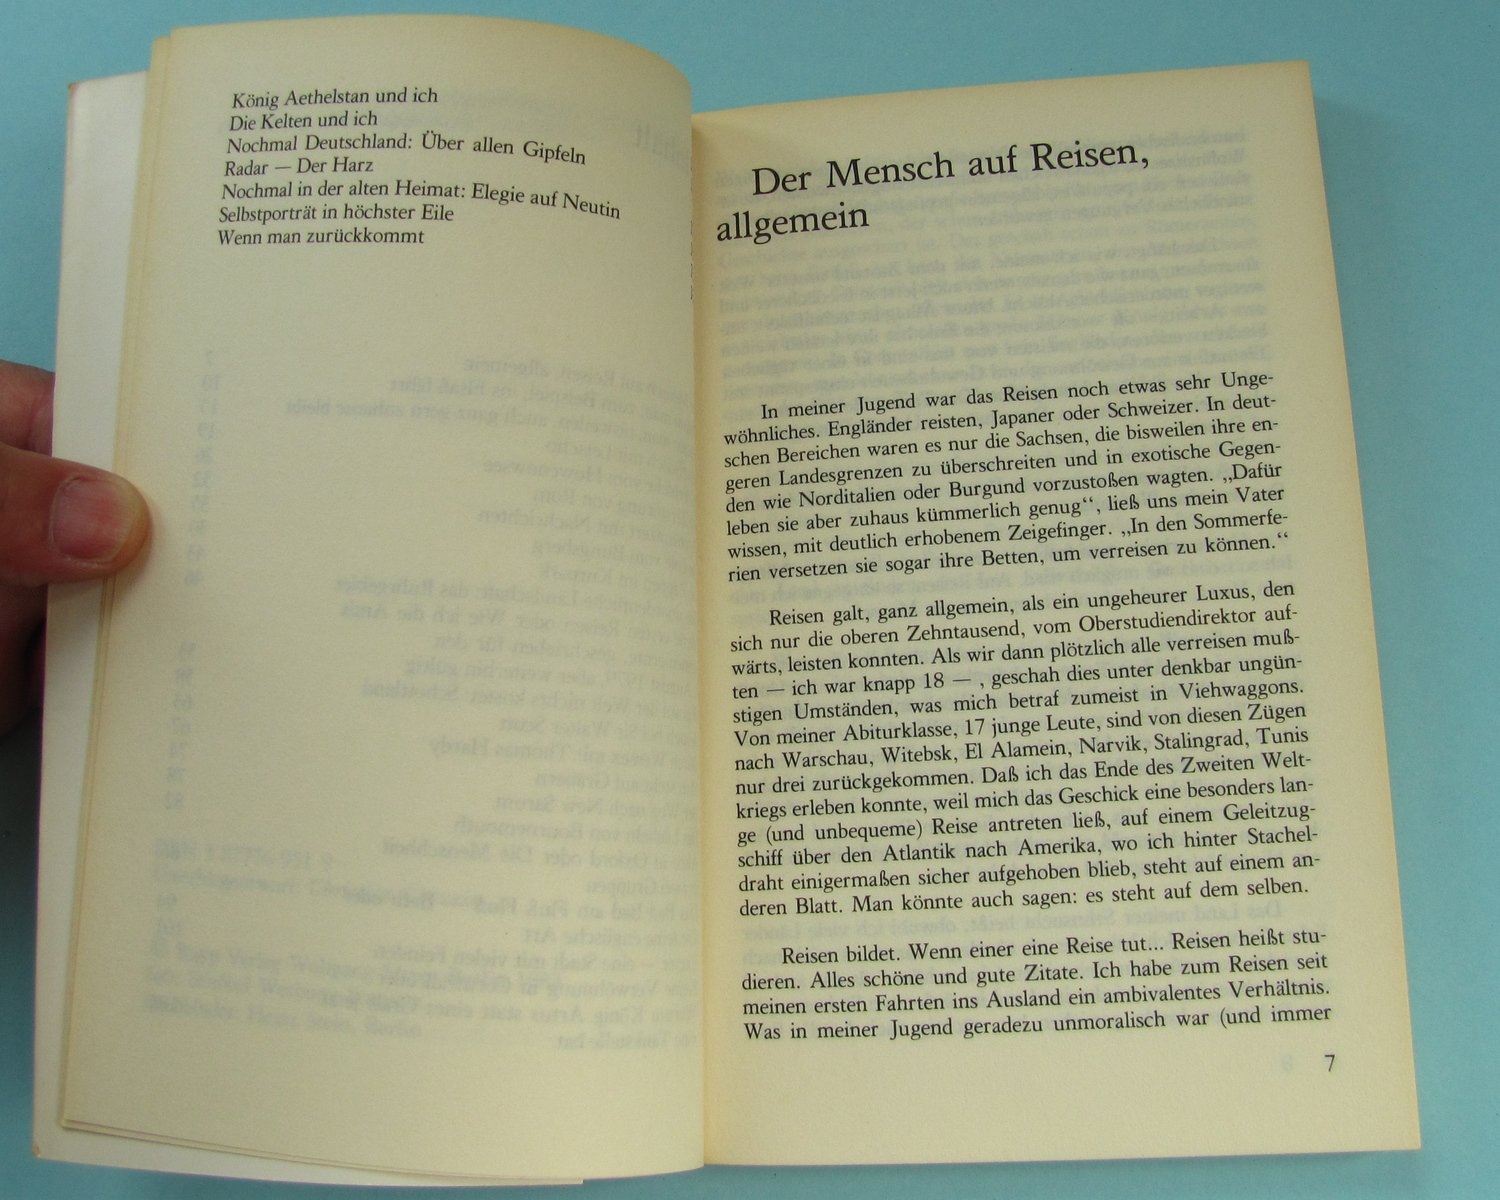 König Aethelstan und ich
Die Kelten und ich
Nochmal Deutschland: Über allen Gipfeln
Radar — Der Harz
Nochmal in der alten Heimat: Elegie auf Neutin
Selbstporträt in höchster Eile
Wenn man zurückkommt
Der Mensch auf Reisen,
allgemein
In meiner Jugend war das Reisen noch etwas sehr Unge-
wöhnliches. Engländer reisten, Japaner oder Schweizer. In deut-
schen Bereichen waren es nur die Sachsen, die bisweilen ihre en-
geren Landesgrenzen zu überschreiten und in exotische Gegen-
den wie Norditalien oder Burgund vorzustoßen wagten. „Dafür
leben sie aber zuhaus kümmerlich genug“, ließ uns mein Vater
wissen, mit deutlich erhobenem Zeigefinger. „In den Sommerfe-
rien versetzen sie sogar ihre Betten, um verreisen zu können.“
Reisen galt, ganz allgemein, als ein ungeheurer Luxus, den
sich nur die oberen Zehntausend, vom Oberstudiendirektor auf-
wärts, leisten konnten. Als wir dann plötzlich alle verreisen muß-
ten — ich war knapp 18 — , geschah dies unter denkbar ungün-
stigen Umständen, was mich betraf zumeist in Viehwaggons.
Von meiner Abiturklasse, 17 junge Leute, sind von diesen Zügen
nach Warschau, Witebsk, El Alamein, Narvik, Stalingrad, Tunis
nur drei zurückgekommen. Daß ich das Ende des Zweiten Welt-
kriegs erleben konnte, weil mich das Geschick eine besonders lan-
ge (und unbequeme) Reise antreten ließ, auf einem Geleitzug-
schiff über den Atlantik nach Amerika, wo ich hinter Stachel-
draht einigermaßen sicher aufgehoben blieb, steht auf einem an-
deren Blatt. Man könnte auch sagen: es steht auf dem selben.
Reisen bildet. Wenn einer eine Reise tut... Reisen heißt stu-
dieren. Alles schöne und gute Zitate. Ich habe zum Reisen seit
meinen ersten Fahrten ins Ausland ein ambivalentes Verhältnis.
Was in meiner Jugend geradezu unmoralisch war (und immer
7